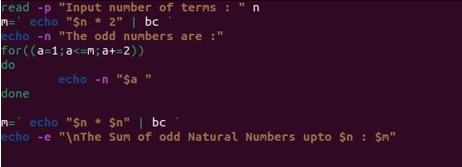 read -p "Input number of terms : " n
m=` echo "$n * 2" | bc `
echo -n "The odd numbers are :"
for((a=1;a<=m;a+=2))
do
        echo -n "$a "
done

m=` echo "$n * $n" | bc `
echo -e "\nThe Sum of odd Natural Numbers upto $n : $m"